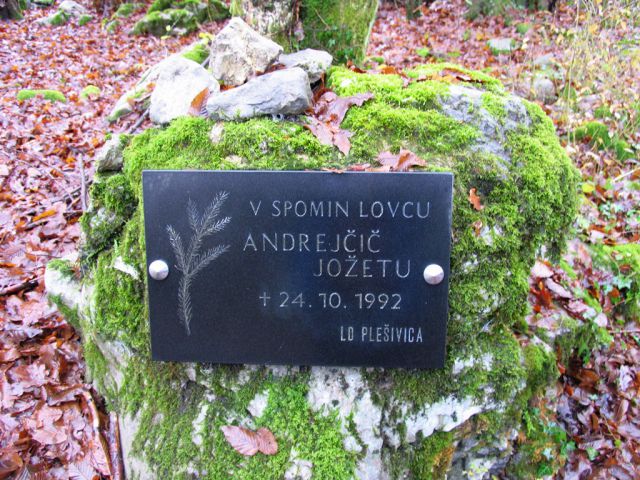 V SPOMIN LOVCU
ANDREJČIČ
JOŽETU
+ 24. 10. 1992
LD PLEŠIVICA